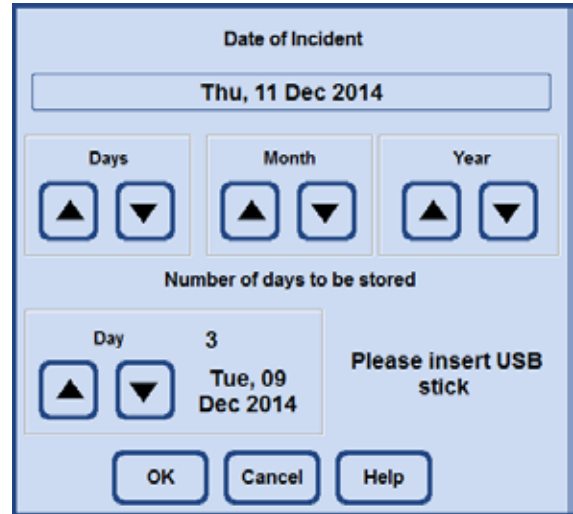 Date of Incident
Thu, 11 Dec 2014
Days
Month
Year
Number of days to be stored
Day
3
Tue, 09
Dec 2014
Please insert USB
stick
OK
Cancel
Help